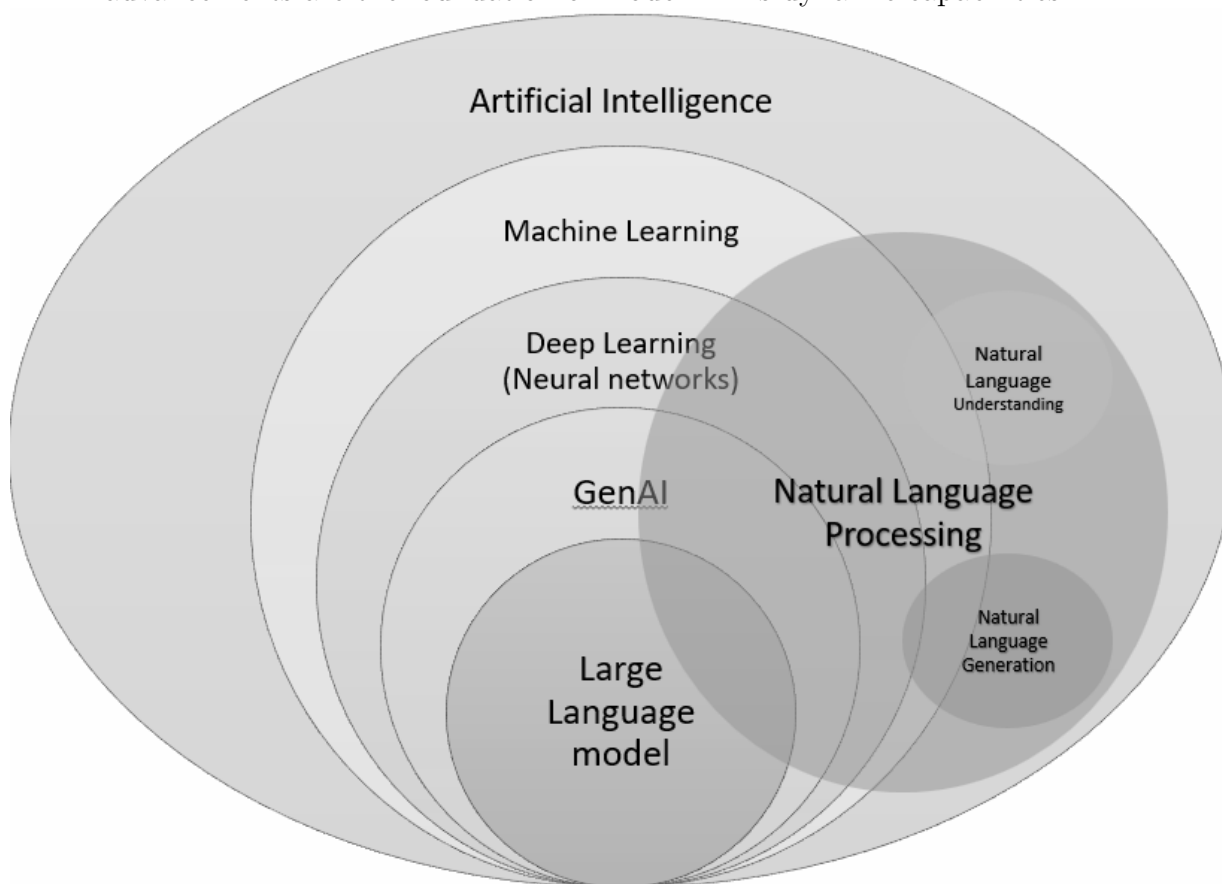 Artificial Intelligence
Machine Learning
Deep Learning
(Neural networks)
Natural
Language
Understanding
GenAI
Natural Language
Processing
Natural
Language
Generation
Large
Language
model